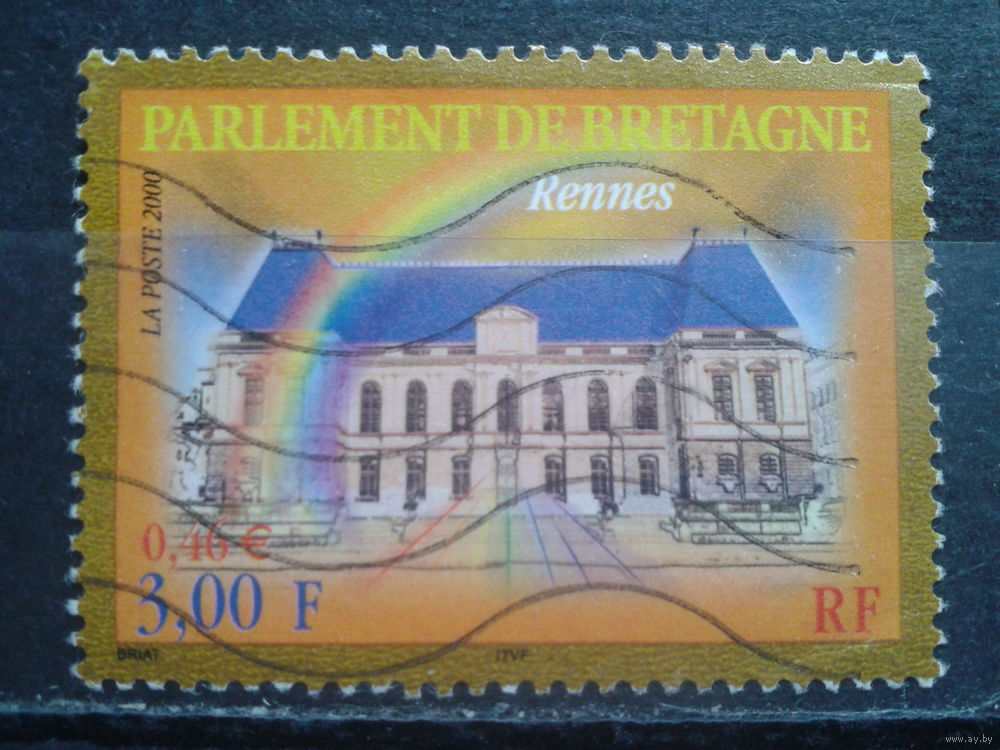 PARLEMENT DE BRETAGNE
Rennes
LA POSTE 2000
0,46 €
3,00 F
RF
BRIAT
ITVF
www.ay.by